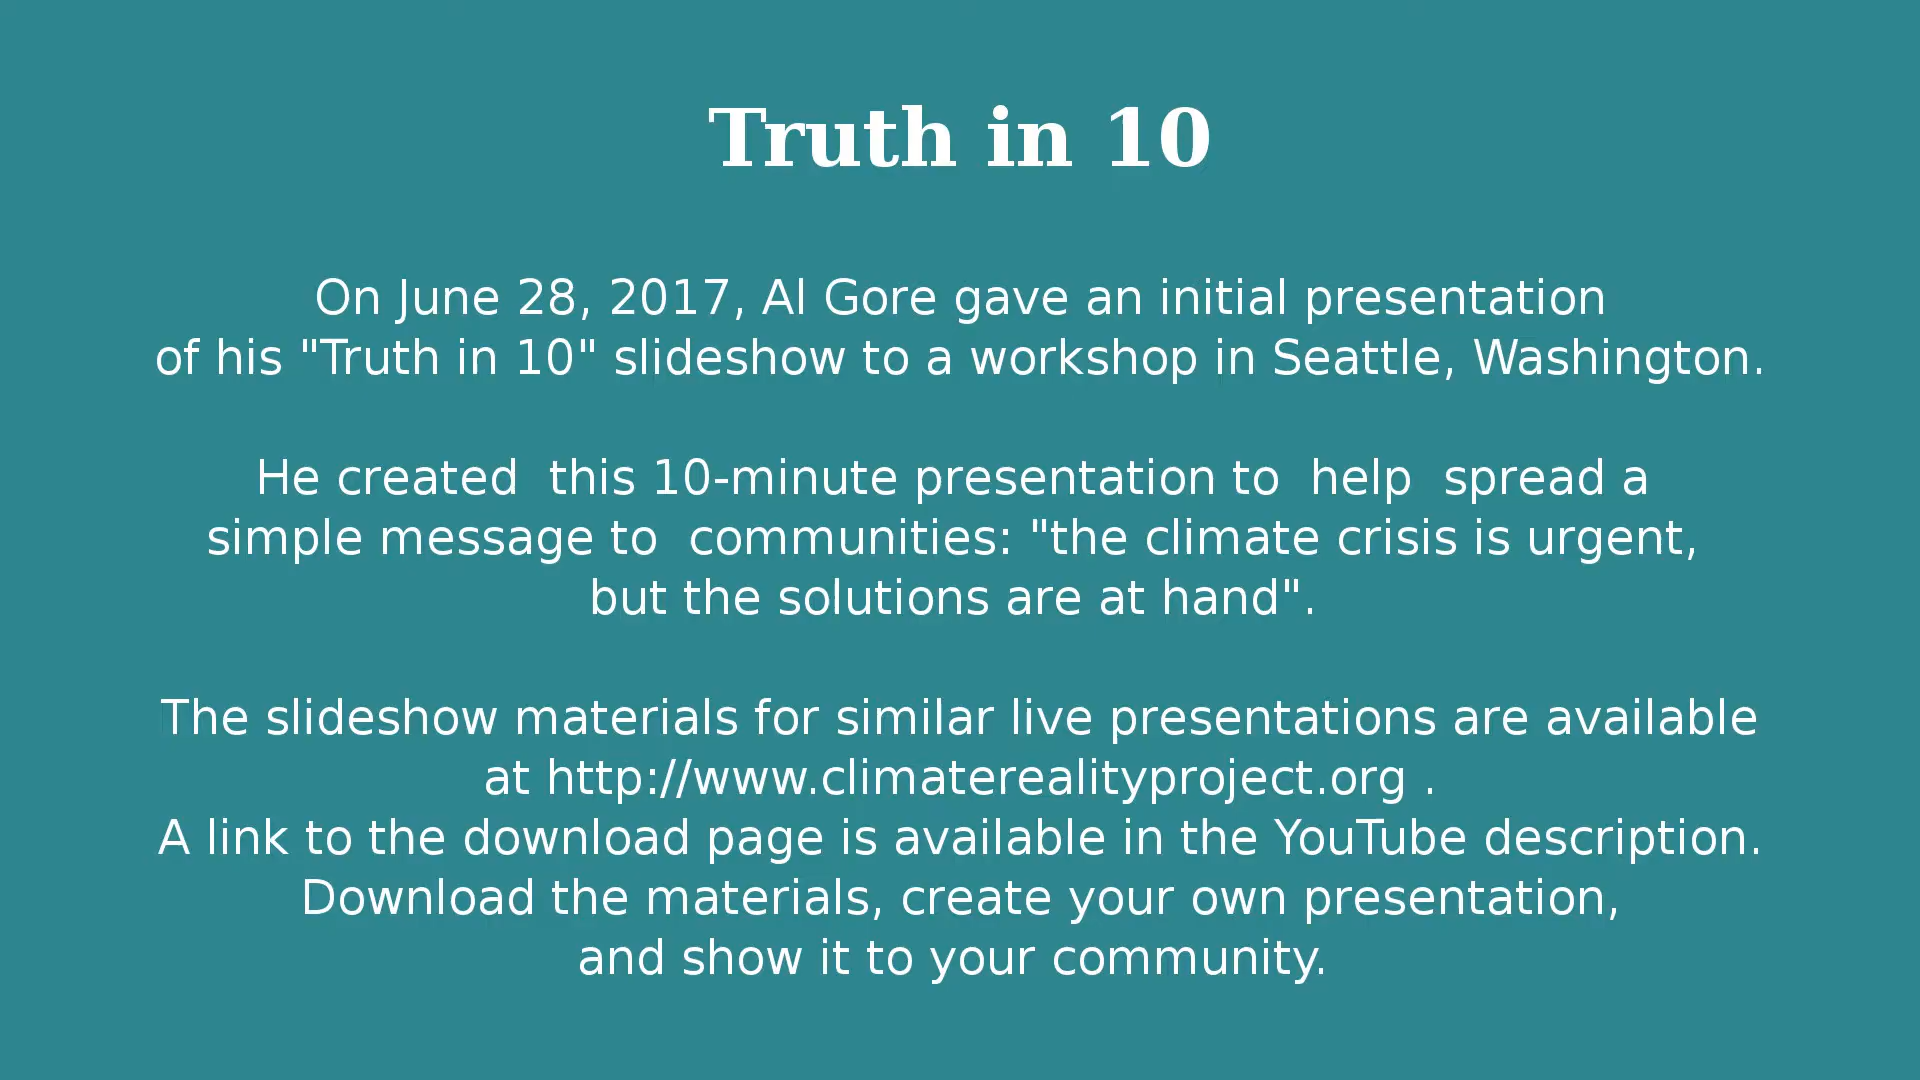 Truth in 10
On June 28, 2017, Al Gore gave an initial presentation
of his "Truth in 10" slideshow to a workshop in Seattle, Washington.
He created  this 10-minute presentation to  help  spread a
simple message to  communities: "the climate crisis is urgent,
but the solutions are at hand".
The slideshow materials for similar live presentations are available
at http://www.climaterealityproject.org .
A link to the download page is available in the YouTube description.
Download the materials, create your own presentation,
and show it to your community.